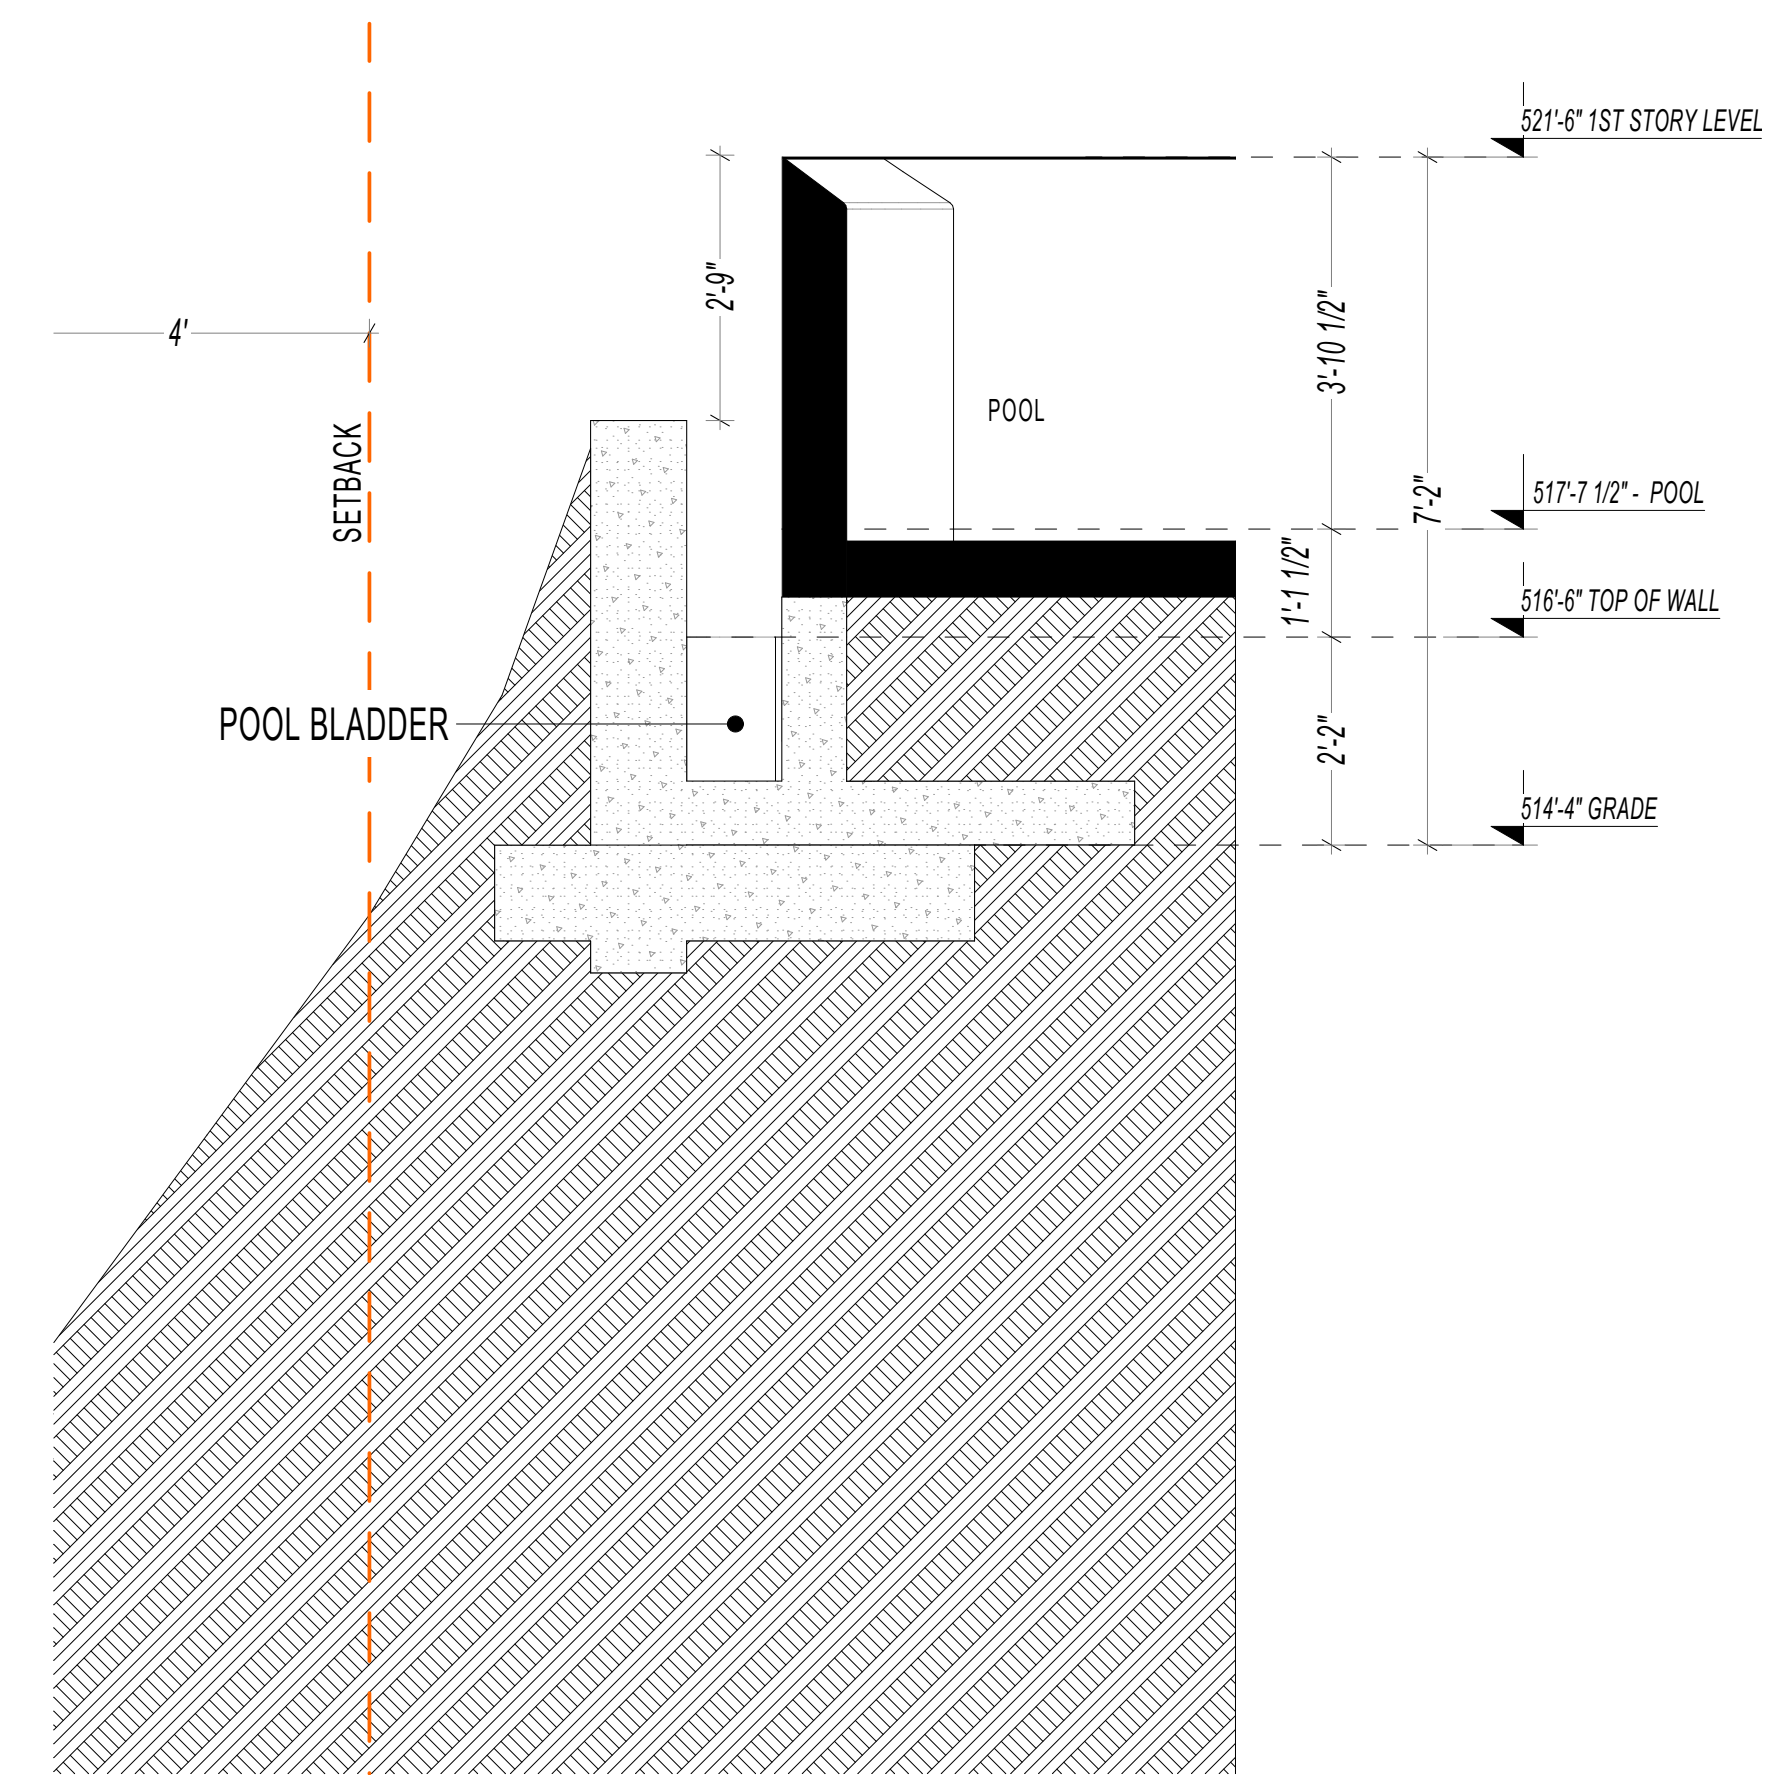 521'-6" 1ST STORY LEVEL
2'-9"
3'-10 1/2"
4'
POOL
SETBACK
7'-2"
517'-7 1/2" - POOL
1'-1 1/2"
516'-6" TOP OF WALL
POOL BLADDER
2'-2"
514'-4" GRADE